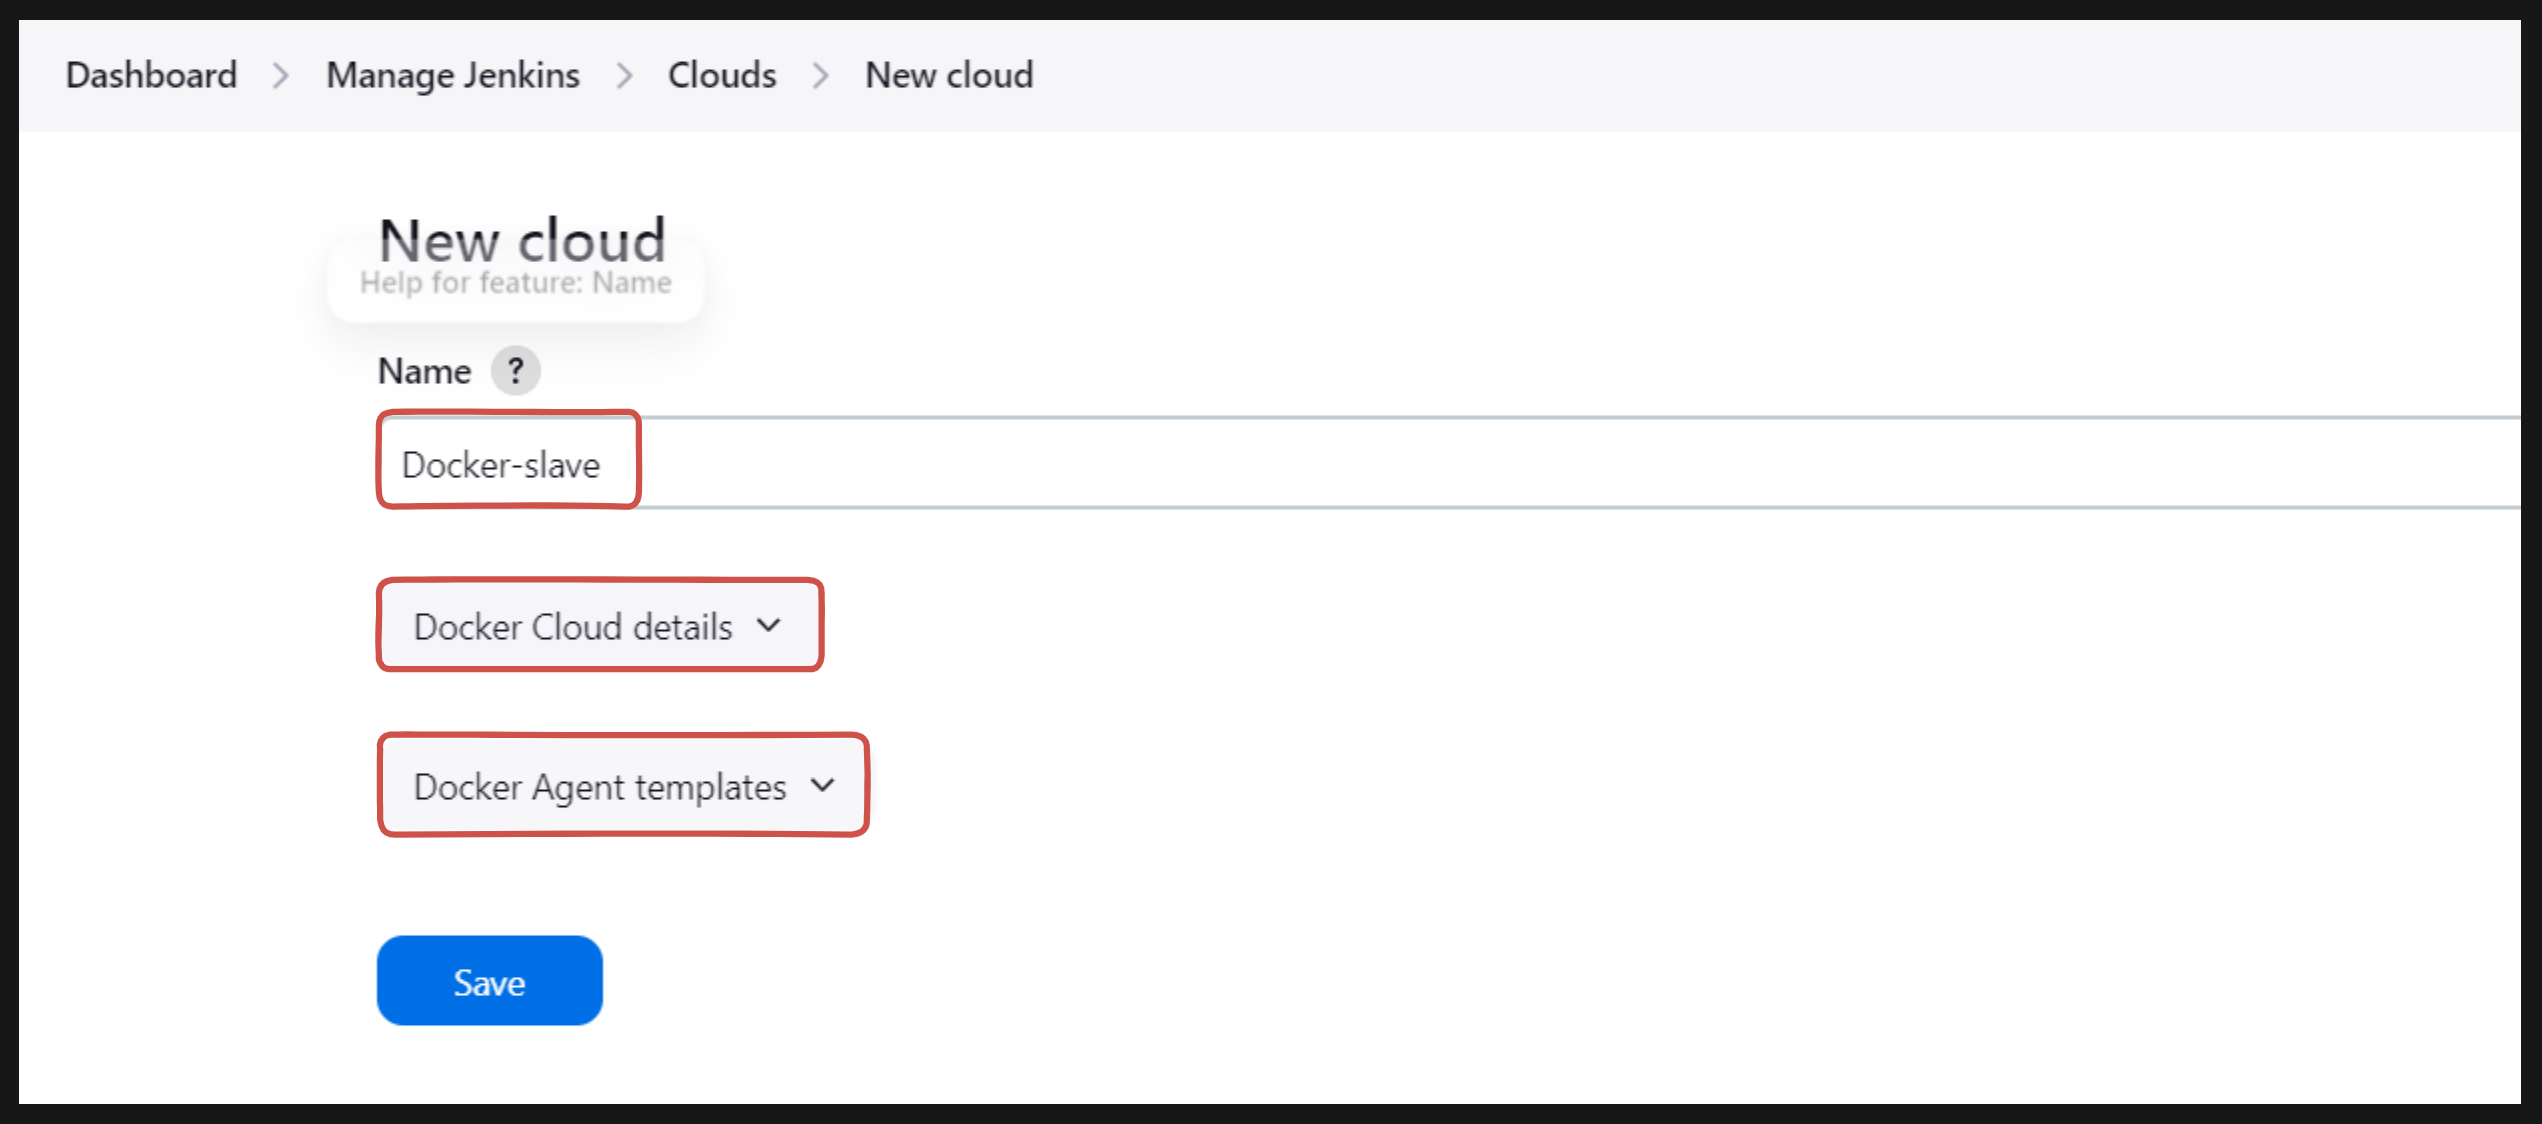 Dashboard > Manage Jenkins > Clouds > New cloud
New cloud
Help for feature: Name
Name ?
Docker-slave
Docker Cloud details
Docker Agent templates
Save